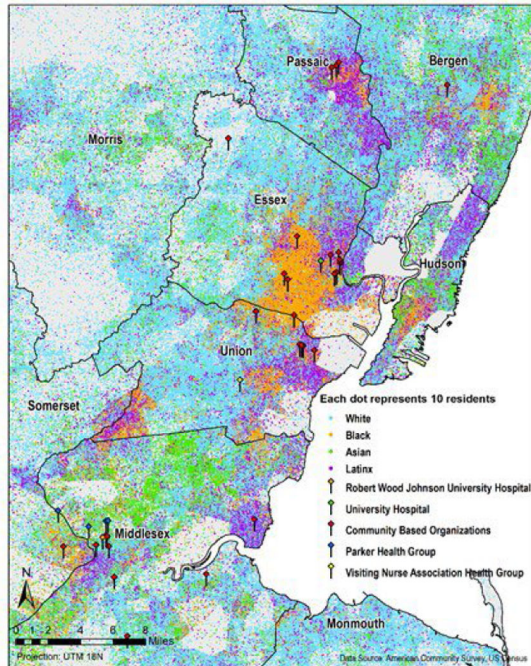 Passaic
Bergen
Morris
Essex
Hudson
Union
Somerset
Each dot represents 10 residents
White
Black
Asian
Latinx
Robert Wood Johnson University Hospital
University Hospital
Community Based Organizations
Parker Health Group
Visiting Nurse Association Health Group
Middlesex
N
0 2 4 6 8
Miles
Monmouth
Projection: UTM 18N
Data Source: American Community Survey, US Census